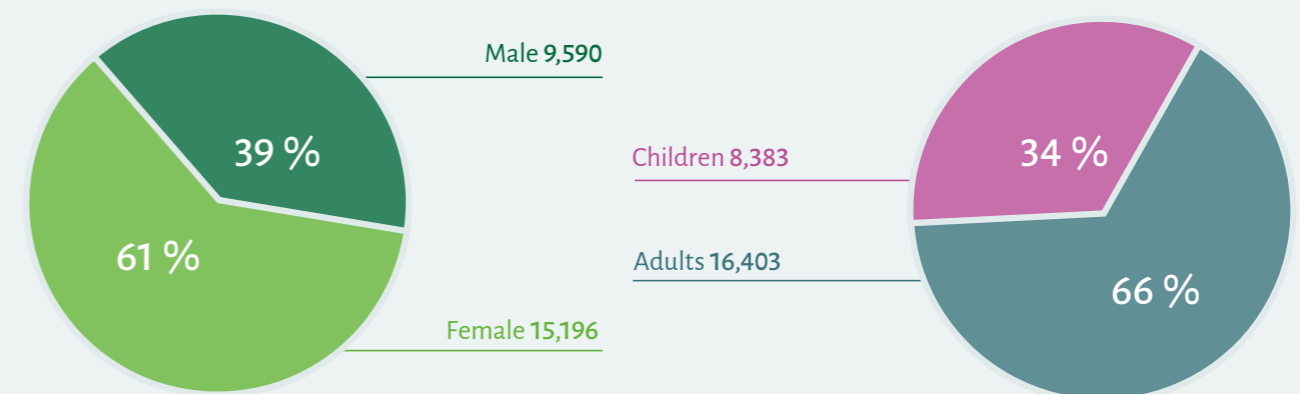 Male 9,590
39 %
61 %
Female 15,196
Children 8,383
34 %
Adults 16,403
66 %